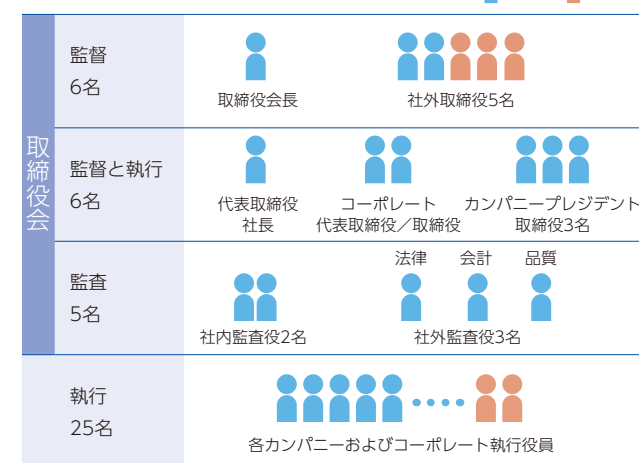 取締役会
監督
6名
取締役会長
社外取締役5名
監督と執行
6名
代表取締役
社長
コーポレート
代表取締役／取締役
カンパニープレジデント
取締役3名
監査
5名
社内監査役2名
法律
会計
品質
社外監査役3名
執行
25名
各カンパニーおよびコーポレート執行役員